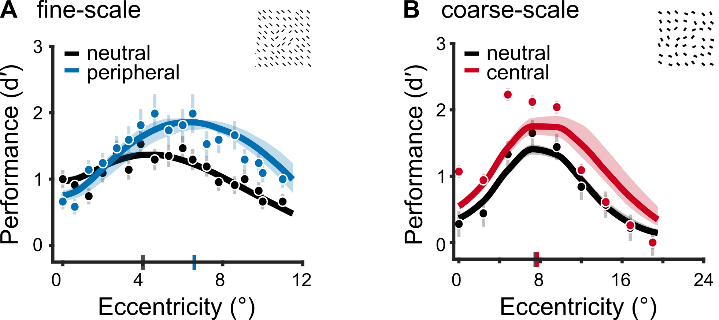 A fine-scale
neutral
peripheral
Performance (d′)
3
2
1
0
0 4 8 12
Eccentricity (°)
B coarse-scale
neutral
central
Performance (d′)
3
2
1
0
0 8 16 24
Eccentricity (°)